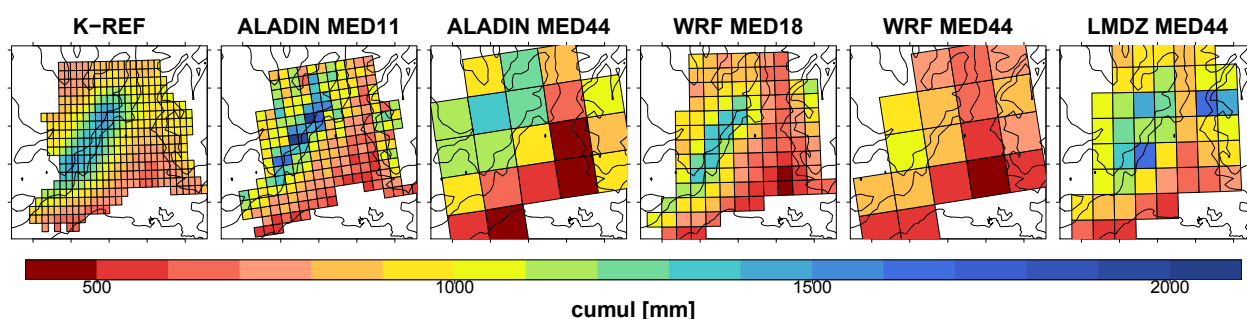 K−REF ALADIN MED11 ALADIN MED44 WRF MED18 WRF MED44 LMDZ MED44
500 1000 1500 2000
cumul [mm]